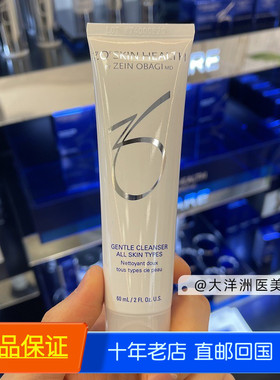 ZO SKIN HEALTH
ZEIN OBAGI MD
GENTLE CLEANSER
ALL SKIN TYPES
Nettoyant doux
tous types de peau
60 mL / 2 Fl. Oz. U.S.
@大洋洲医美
品保证
十年老店 直邮回国